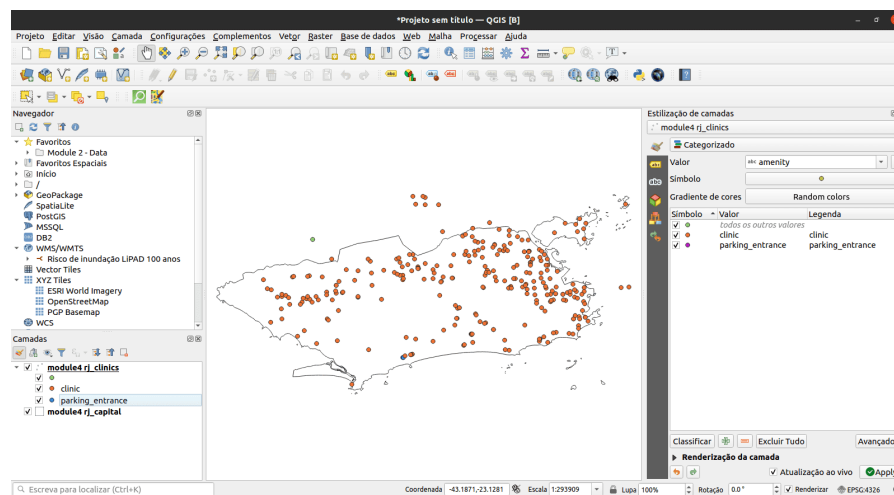 *Projeto sem título — QGIS [B]
Projeto Editar Visão Camada Configurações Complementos Vetor Raster Base de dados Web Malha Processar Ajuda
Navegador
Favoritos
Module 2 - Data
Favoritos Espaciais
Início
/
GeoPackage
SpatiaLite
PostGIS
MSSQL
DB2
WMS/WMTS
Risco de inundação LiPAD 100 anos
Vector Tiles
XYZ Tiles
ESRI World Imagery
OpenStreetMap
PGP Basemap
WCS
Camadas
module4 rj_clinics
clinic
parking_entrance
module4 rj_capital
Estilização de camadas
module4 rj_clinics
Categorizado
Valor abc amenity
Símbolo
Gradiente de cores Random colors
Símbolo Valor Legenda
todos os outros valores
clinic clinic
parking_entrance parking_entrance
Classificar Excluir Tudo Avançado
Renderização da camada
Atualização ao vivo Apply
Escreva para localizar (Ctrl+K) Coordenada -43.1871,-23.1281 Escala 1:293909 Lupa 100% Rotação 0.0° Renderizar EPSG:4326